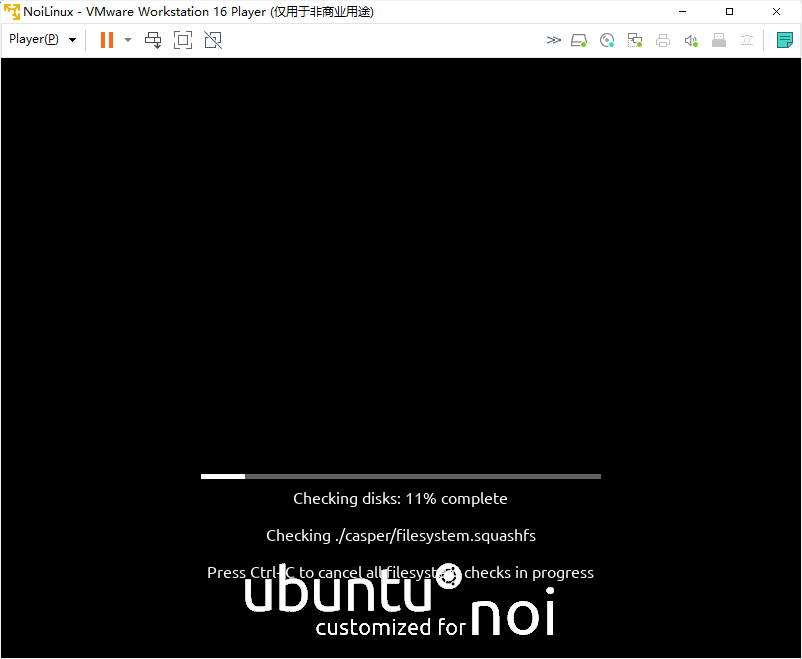 NoiLinux - VMware Workstation 16 Player (仅用于非商业用途)
Player(P)
Checking disks: 11% complete
Checking ./casper/filesystem.squashfs
Press Ctrl-C to cancel all filesystem checks in progress
ubuntu
customized for noi